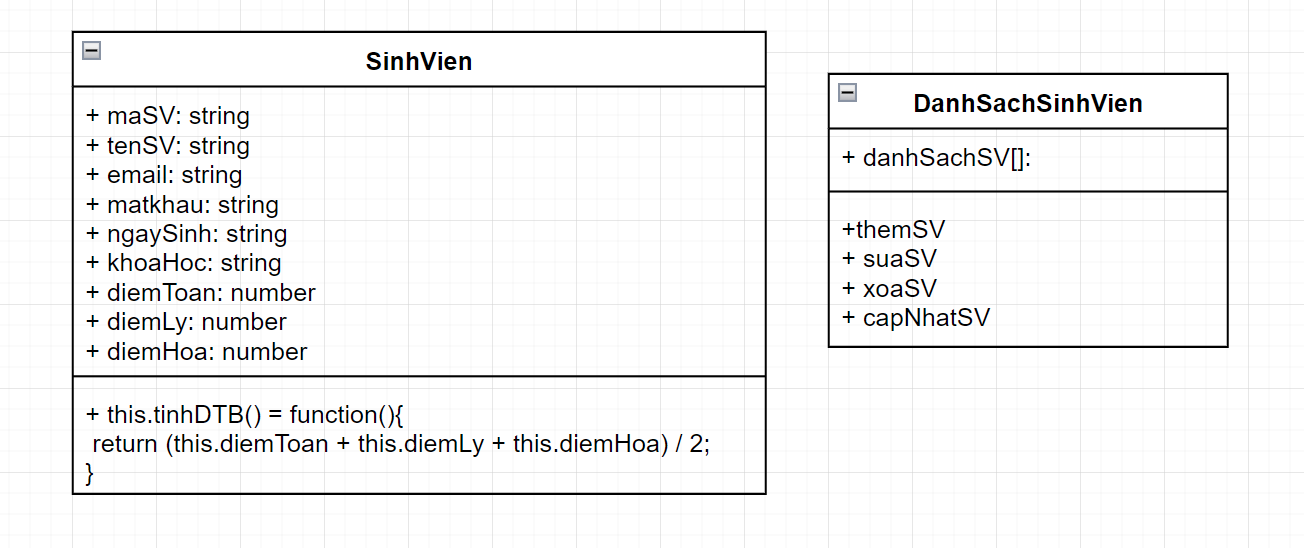 SinhVien
+ maSV: string
+ tenSV: string
+ email: string
+ matkhau: string
+ ngaySinh: string
+ khoaHoc: string
+ diemToan: number
+ diemLy: number
+ diemHoa: number
+ this.tinhDTB() = function(){
return (this.diemToan + this.diemLy + this.diemHoa) / 2;
}
DanhSachSinhVien
+ danhSachSV[]:
+themSV
+ suaSV
+ xoaSV
+ capNhatSV